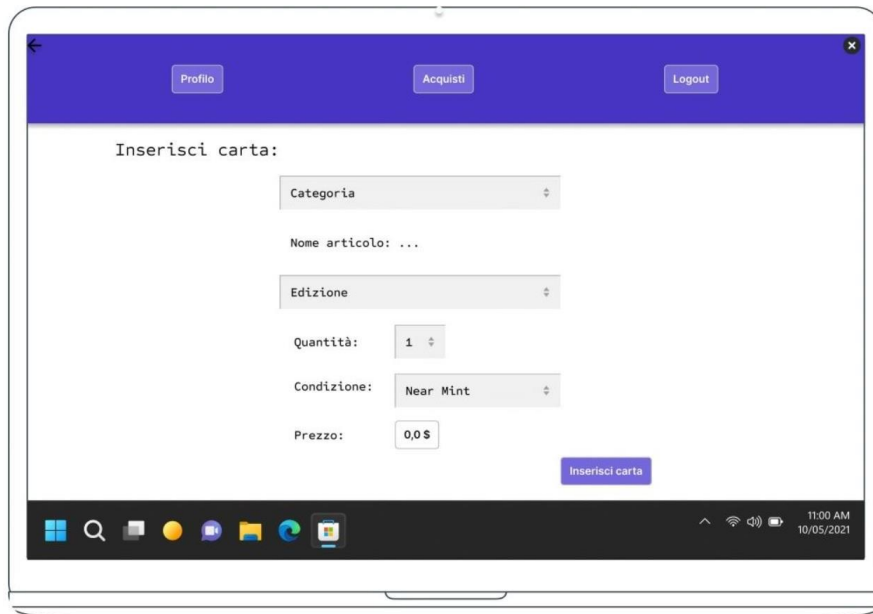 Profilo Acquisti Logout
Inserisci carta:
Categoria
Nome articolo: ...
Edizione
Quantità: 1
Condizione: Near Mint
Prezzo: 0,0 $
Inserisci carta
11:00 AM
10/05/2021